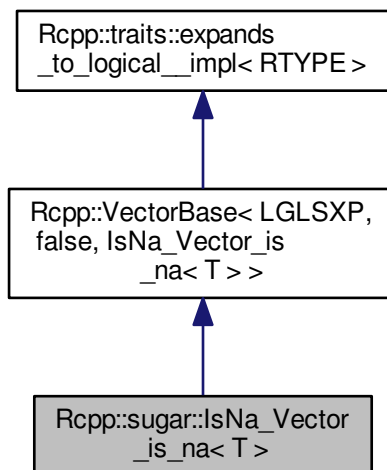 Rcpp::traits::expands
_to_logical__impl< RTYPE >
Rcpp::VectorBase< LGLSXP,
false, IsNa_Vector_is
_na< T > >
Rcpp::sugar::IsNa_Vector
_is_na< T >